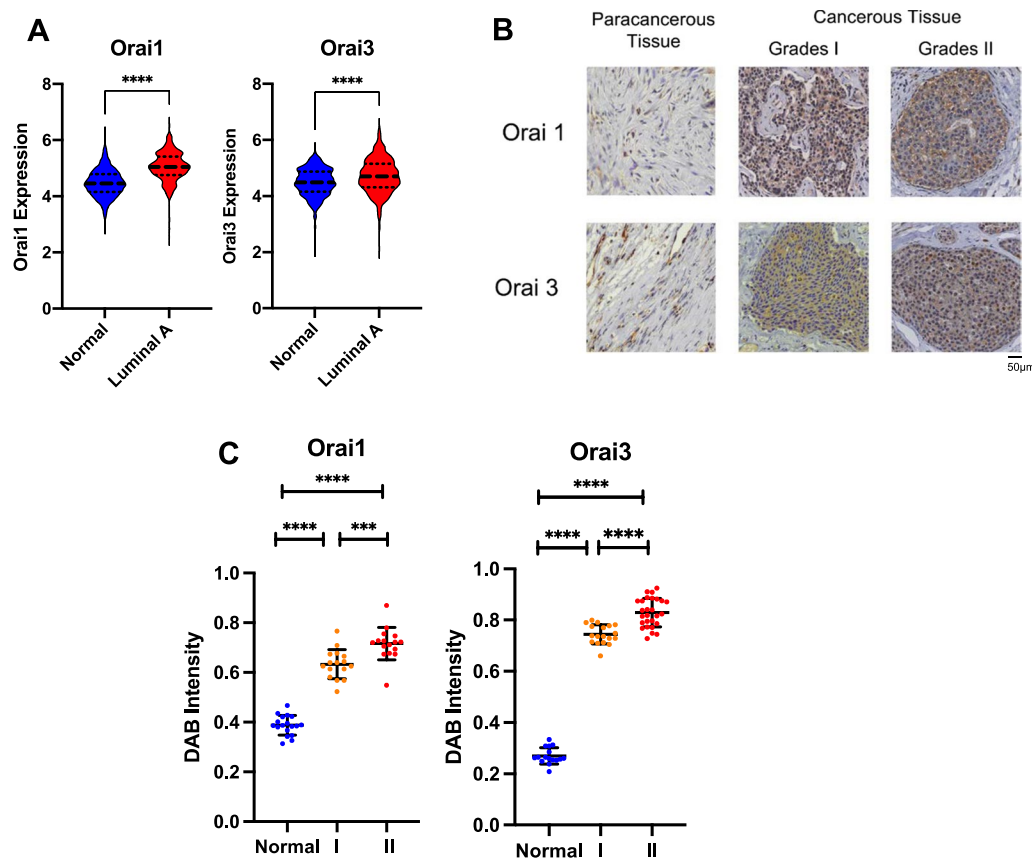 A
Orai1
****
Orai1 Expression
8
6
4
2
0
Normal
Luminal A
Orai3
****
Orai3 Expression
8
6
4
2
0
Normal
Luminal A
B
Paracancerous
Tissue
Cancerous Tissue
Grades I
Grades II
Orai 1
Orai 3
50μm
C
Orai1
****
****
***
DAB Intensity
1.0
0.8
0.6
0.4
0.2
0.0
Normal
I
II
Orai3
****
****
****
DAB Intensity
1.0
0.8
0.6
0.4
0.2
0.0
Normal
I
II